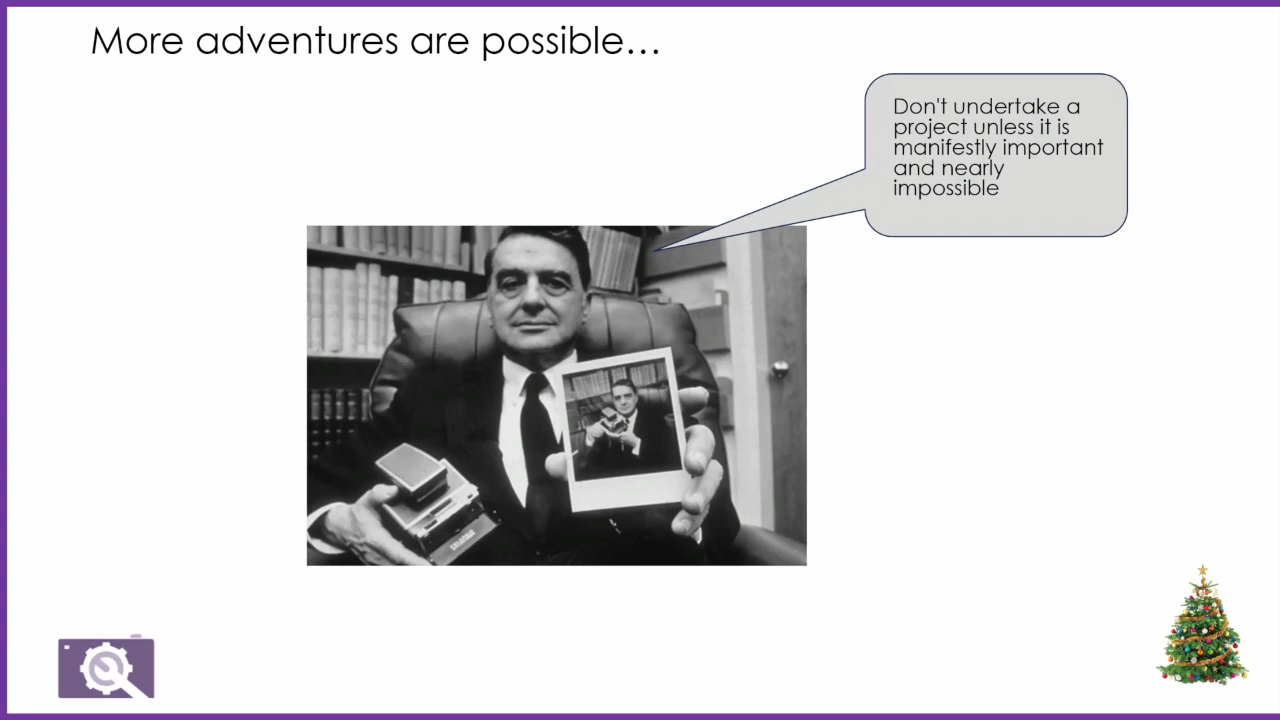 More adventures are possible…
Don't undertake a
project unless it is
manifestly important
and nearly
impossible